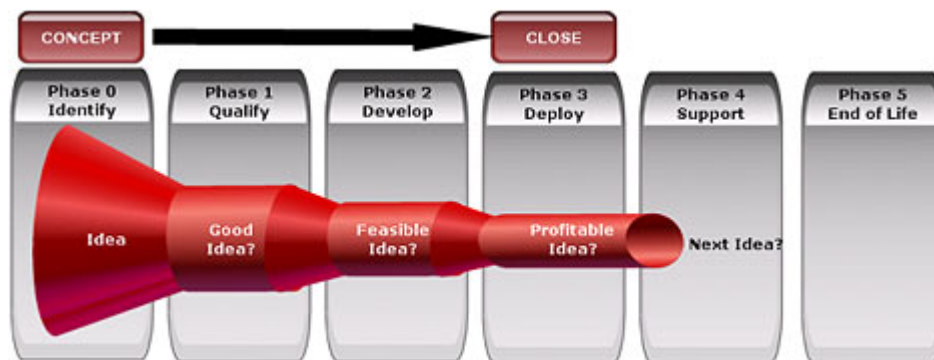 CONCEPT
CLOSE
Phase 0
Identify
Phase 1
Qualify
Phase 2
Develop
Phase 3
Deploy
Phase 4
Support
Phase 5
End of Life
Idea
Good
Idea?
Feasible
Idea?
Profitable
Idea?
Next Idea?